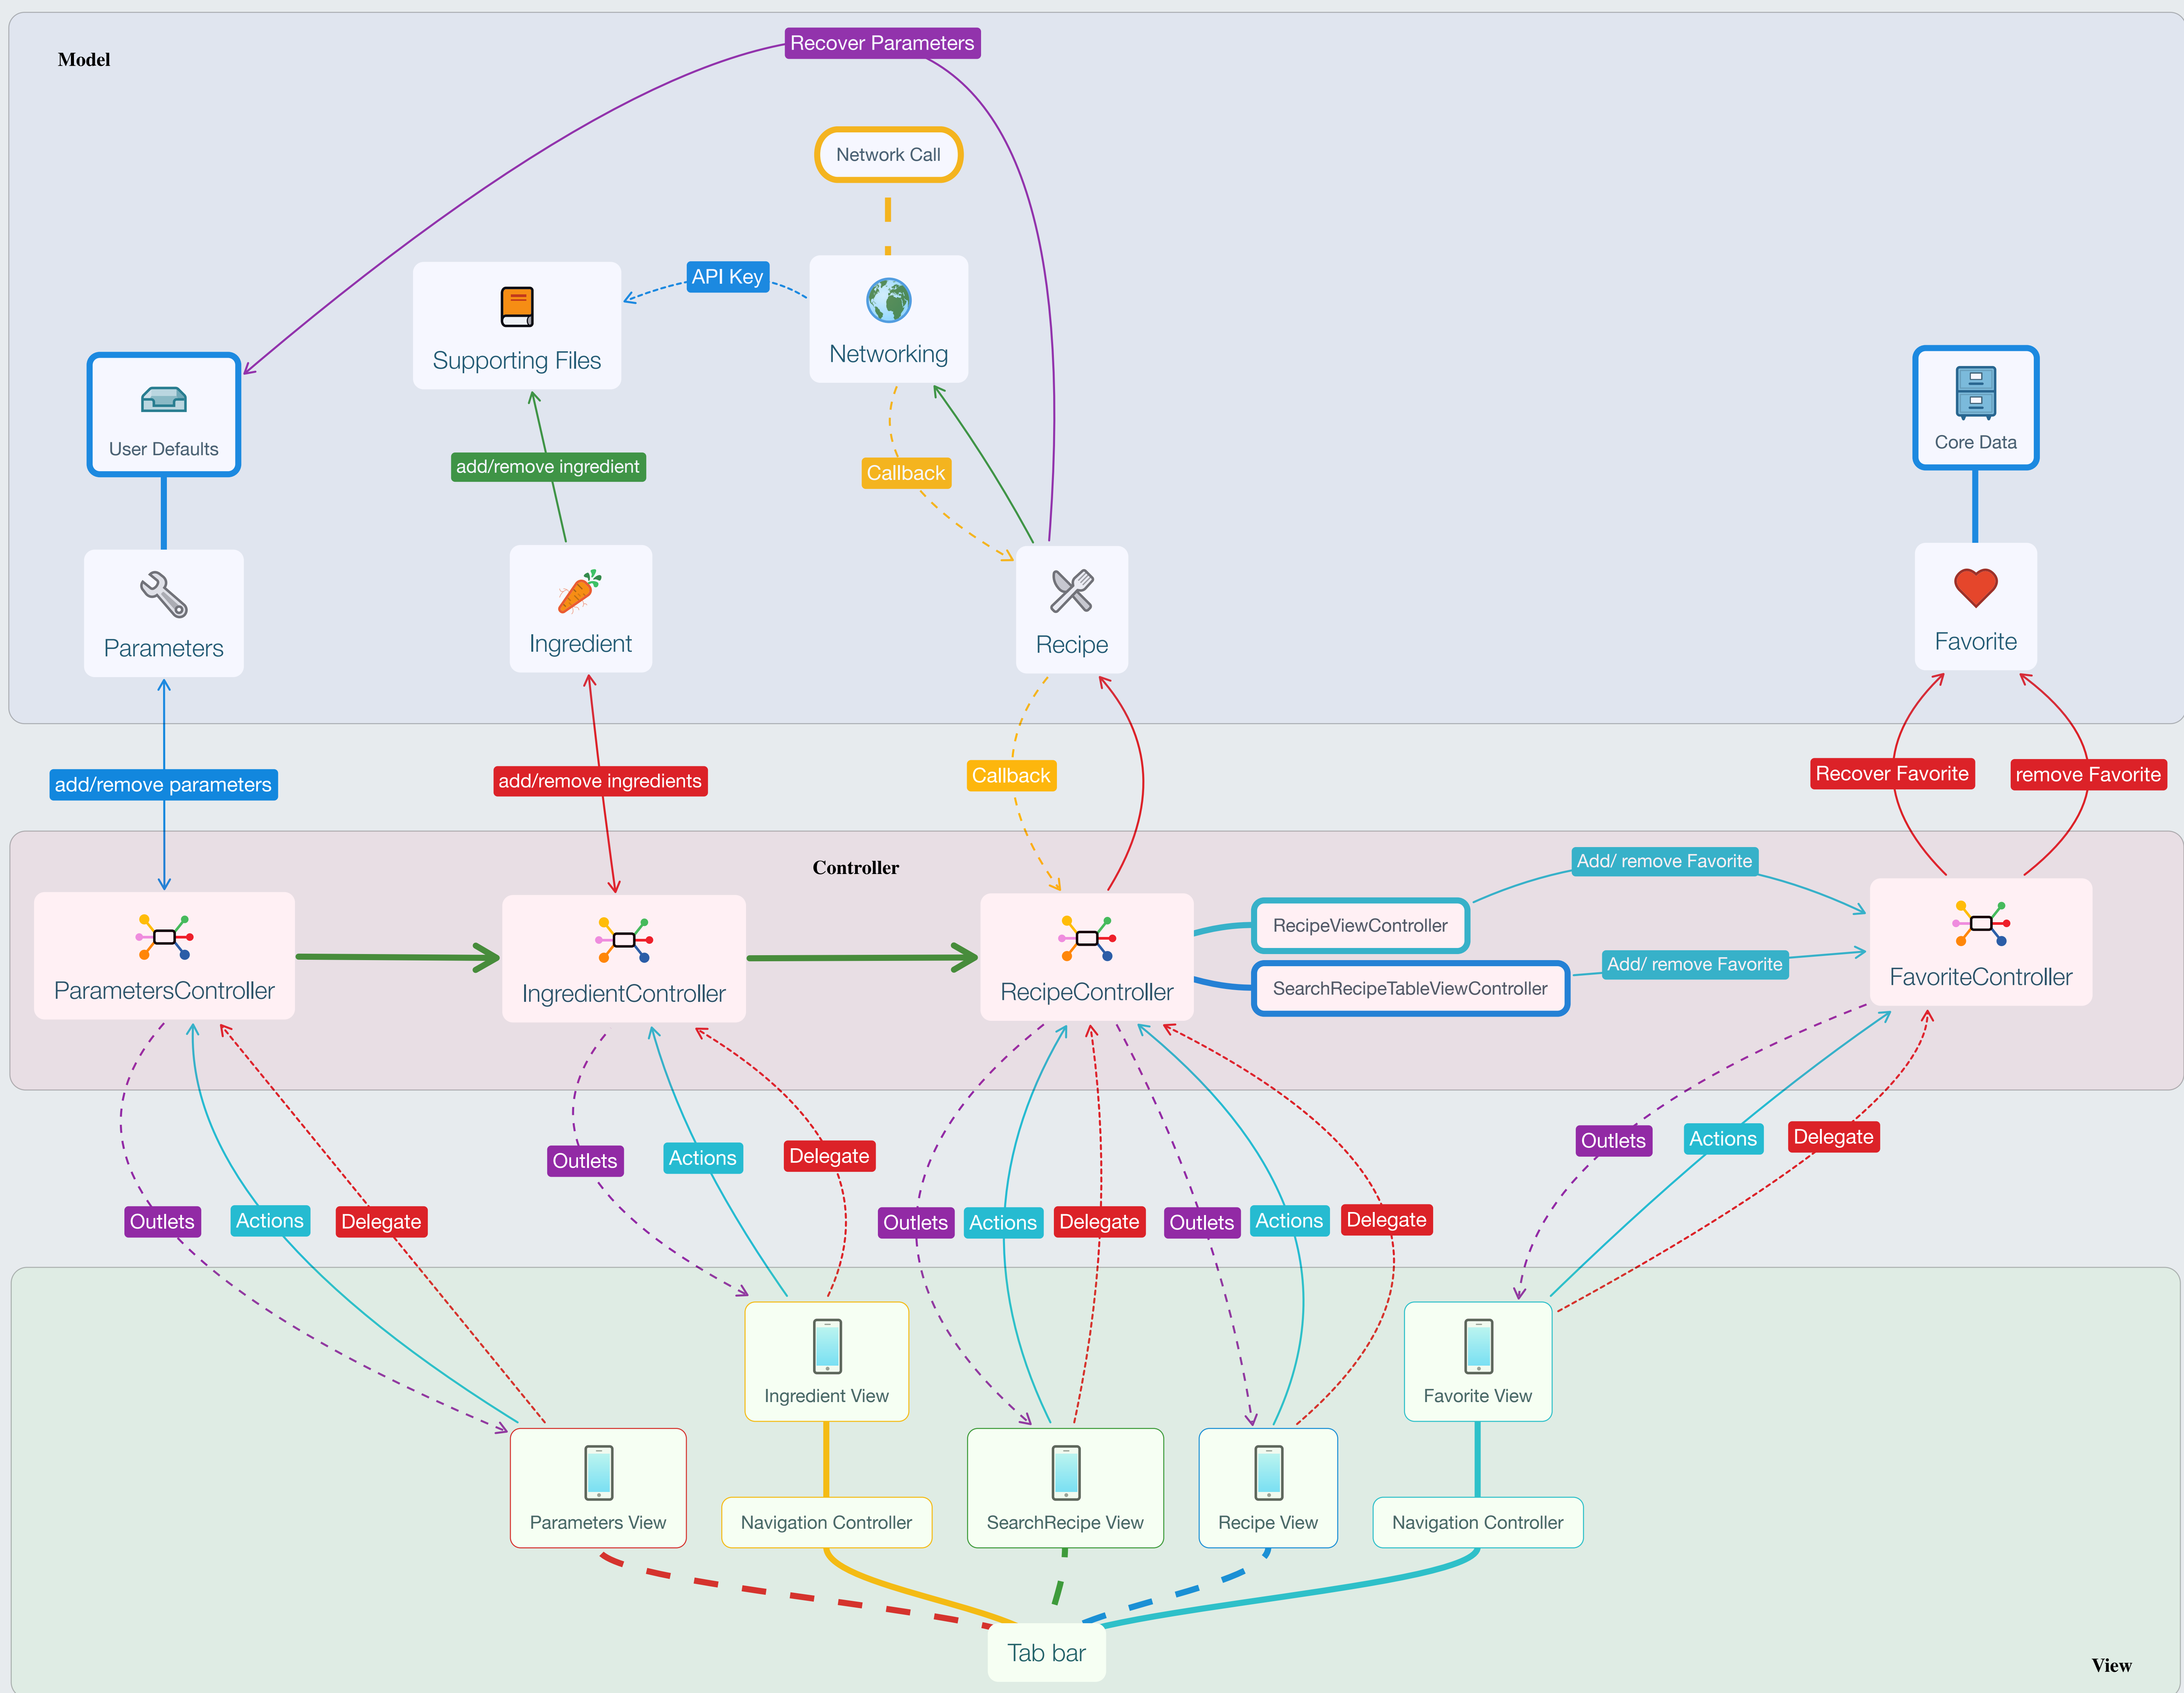 Recover Parameters
Model
Network Call
API Key
Supporting Files
Networking
User Defaults
Core Data
add/remove ingredient
Callback
Parameters
Ingredient
Recipe
Favorite
add/remove parameters
add/remove ingredients
Callback
Recover Favorite
remove Favorite
Controller
Add/ remove Favorite
RecipeViewController
Add/ remove Favorite
SearchRecipeTableViewController
ParametersController
IngredientController
RecipeController
FavoriteController
Outlets
Actions
Delegate
Outlets
Actions
Delegate
Outlets
Actions
Delegate
Outlets
Actions
Delegate
Outlets
Actions
Delegate
Ingredient View
Favorite View
Parameters View
Navigation Controller
SearchRecipe View
Recipe View
Navigation Controller
Tab bar
View